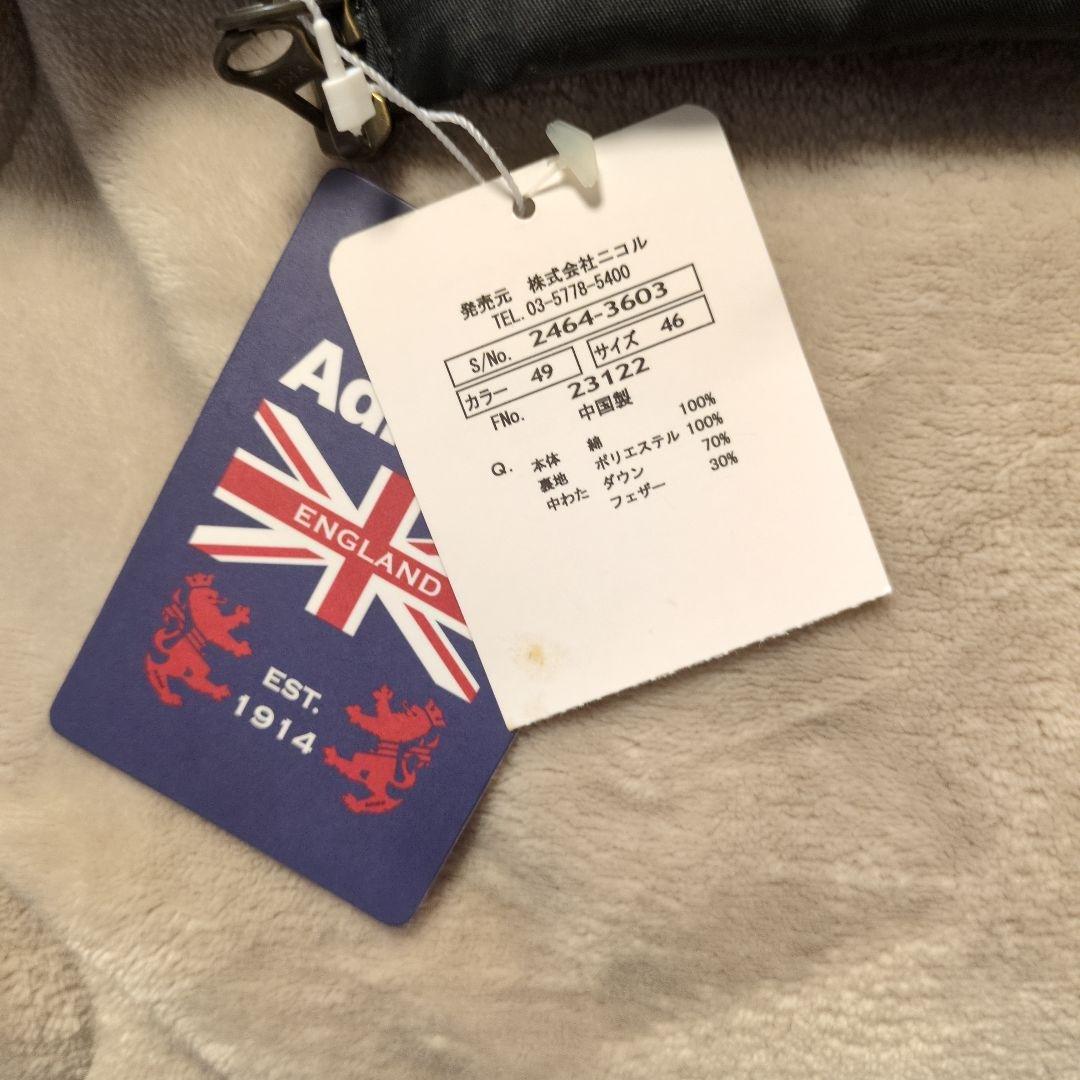 発売元 株式会社ニコル
TEL. 03-5778-5400
S/No. 2464-3603
カラー 49 サイズ 46
FNo. 23122
中国製
Q. 本体 綿 100%
裏地 ポリエステル 100%
中わた ダウン 70%
フェザー 30%
ENGLAND
EST.
1914